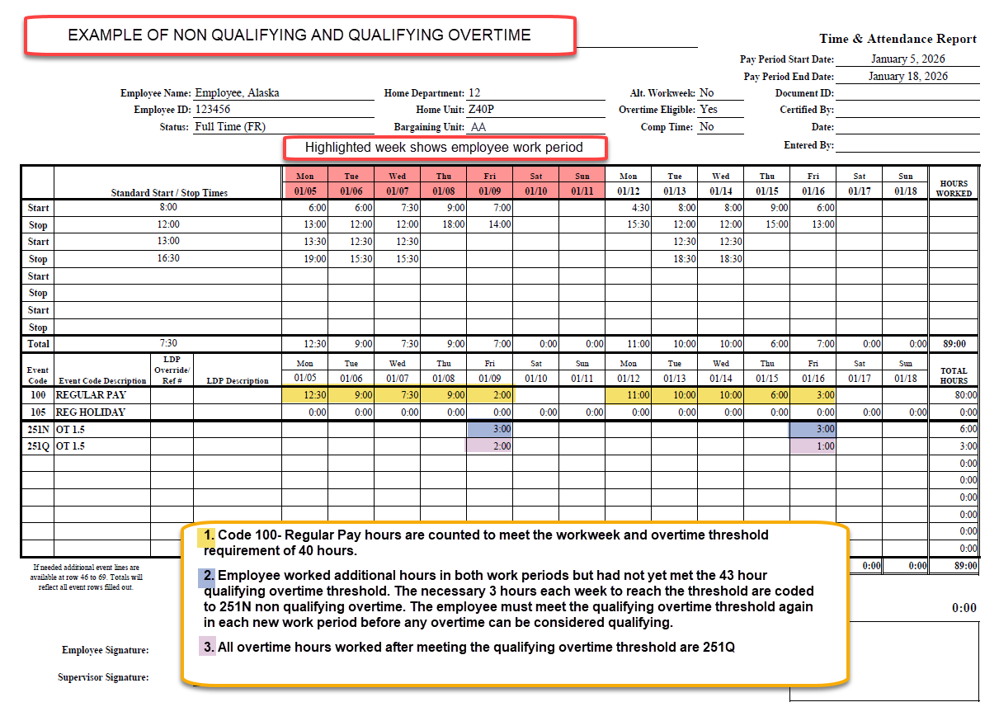 EXAMPLE OF NON QUALIFYING AND QUALIFYING OVERTIME
Time & Attendance Report
Pay Period Start Date: January 5, 2026
Pay Period End Date: January 18, 2026
Employee Name: Employee, Alaska Home Department: 12 Alt. Workweek: No Document ID:
Employee ID: 123456 Home Unit: Z40P Overtime Eligible: Yes Certified By:
Status: Full Time (FR) Bargaining Unit: AA Comp Time: No Date:
Entered By:
Highlighted week shows employee work period
Mon Tue Wed Thu Fri Sat Sun Mon Tue Wed Thu Fri Sat Sun HOURS
Standard Start / Stop Times 01/05 01/06 01/07 01/08 01/09 01/10 01/11 01/12 01/13 01/14 01/15 01/16 01/17 01/18 WORKED
Start 8:00 6:00 6:00 7:30 9:00 7:00 4:30 8:00 8:00 9:00 6:00
Stop 12:00 13:00 12:00 12:00 18:00 14:00 15:30 12:00 12:00 15:00 13:00
Start 13:00 13:30 12:30 12:30 12:30 12:30
Stop 16:30 19:00 15:30 15:30 18:30 18:30
Start
Stop
Start
Stop
Total 7:30 12:30 9:00 7:30 9:00 7:00 0:00 0:00 11:00 10:00 10:00 6:00 7:00 0:00 0:00 89:00
LDP Mon Tue Wed Thu Fri Sat Sun Mon Tue Wed Thu Fri Sat Sun
Event Override/ TOTAL
Code Event Code Description Ref # LDP Description 01/05 01/06 01/07 01/08 01/09 01/10 01/11 01/12 01/13 01/14 01/15 01/16 01/17 01/18 HOURS
100 REGULAR PAY 12:30 9:00 7:30 9:00 2:00 11:00 10:00 10:00 6:00 3:00 80:00
105 REG HOLIDAY 0:00 0:00 0:00 0:00 0:00 0:00 0:00 0:00 0:00 0:00 0:00 0:00 0:00 0:00 0:00
251N OT 1.5 3:00 3:00 6:00
251Q OT 1.5 2:00 1:00 3:00
0:00
0:00
0:00
0:00
0:00
0:00
0:00 0:00 89:00
If needed additional event lines are
available at row 46 to 69. Totals will
reflect all event rows filled out.
1. Code 100- Regular Pay hours are counted to meet the workweek and overtime threshold
requirement of 40 hours.
2. Employee worked additional hours in both work periods but had not yet met the 43 hour
qualifying overtime threshold. The necessary 3 hours each week to reach the threshold are coded
to 251N non qualifying overtime. The employee must meet the qualifying overtime threshold again
in each new work period before any overtime can be considered qualifying.
3. All overtime hours worked after meeting the qualifying overtime threshold are 251Q
0:00
Employee Signature:
Supervisor Signature: